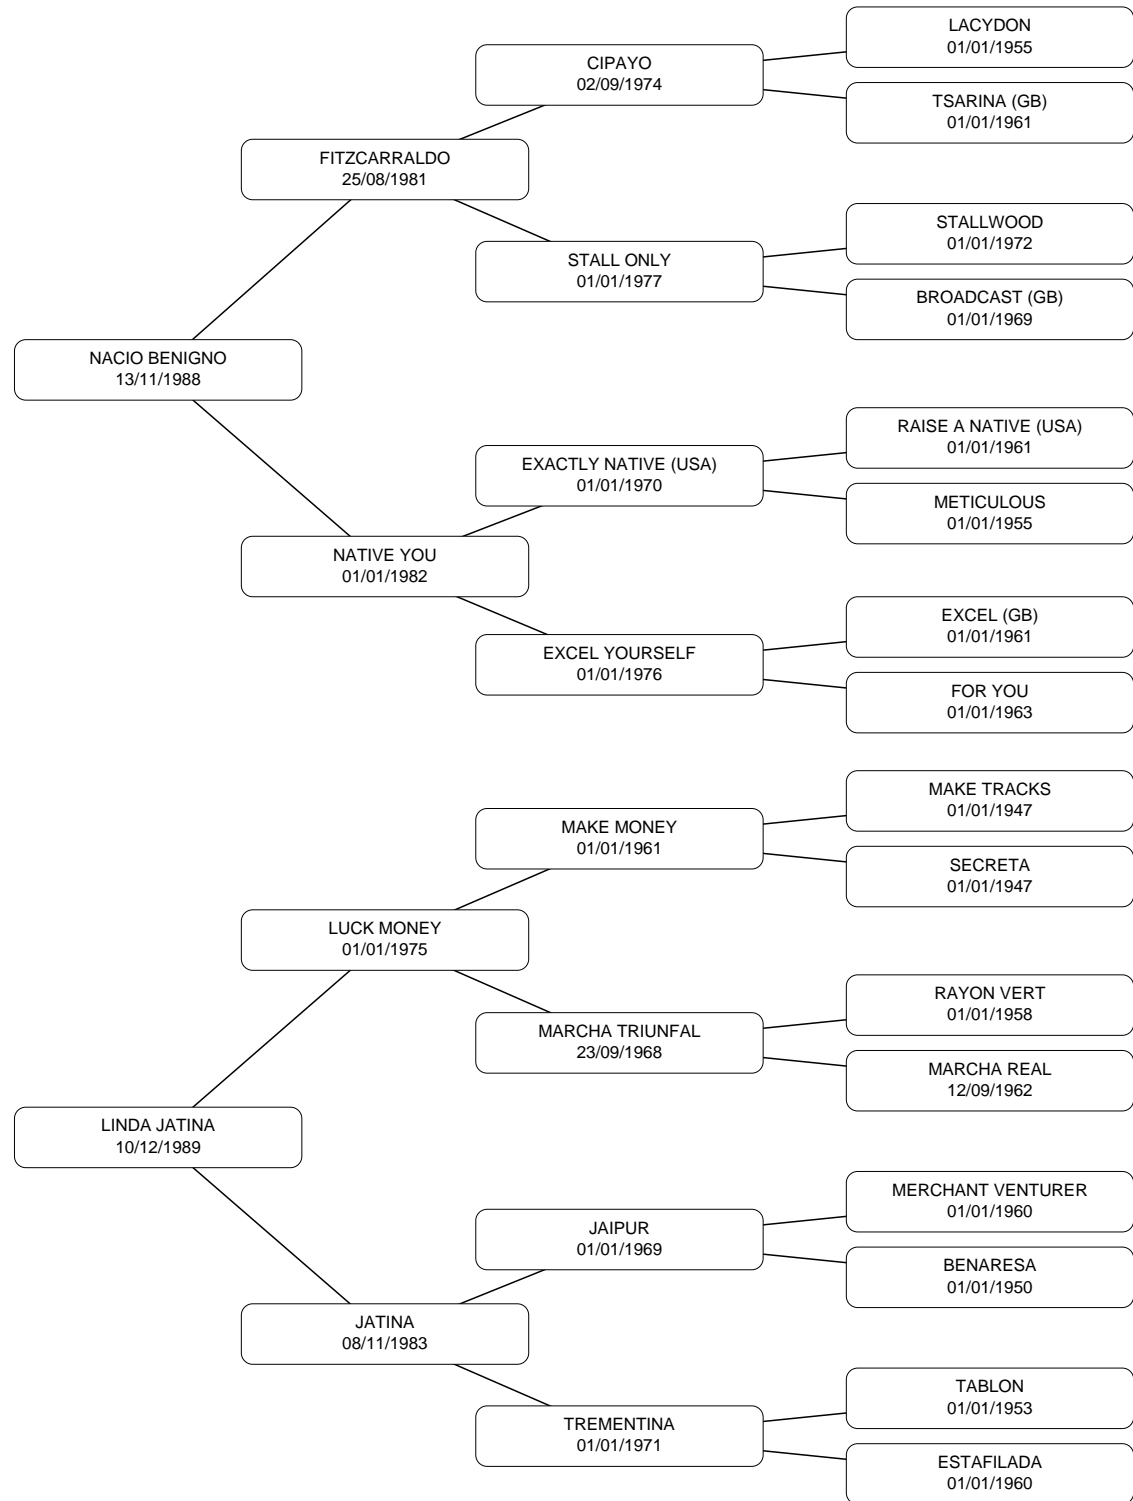 LACYDON
01/01/1955
CIPAYO
02/09/1974
TSARINA (GB)
01/01/1961
FITZCARRALDO
25/08/1981
STALLWOOD
01/01/1972
STALL ONLY
01/01/1977
BROADCAST (GB)
01/01/1969
NACIO BENIGNO
13/11/1988
RAISE A NATIVE (USA)
01/01/1961
EXACTLY NATIVE (USA)
01/01/1970
METICULOUS
01/01/1955
NATIVE YOU
01/01/1982
EXCEL (GB)
01/01/1961
EXCEL YOURSELF
01/01/1976
FOR YOU
01/01/1963
MAKE TRACKS
01/01/1947
MAKE MONEY
01/01/1961
SECRETA
01/01/1947
LUCK MONEY
01/01/1975
RAYON VERT
01/01/1958
MARCHA TRIUNFAL
23/09/1968
MARCHA REAL
12/09/1962
LINDA JATINA
10/12/1989
MERCHANT VENTURER
01/01/1960
JAIPUR
01/01/1969
BENARESA
01/01/1950
JATINA
08/11/1983
TABLON
01/01/1953
TREMENTINA
01/01/1971
ESTAFILADA
01/01/1960